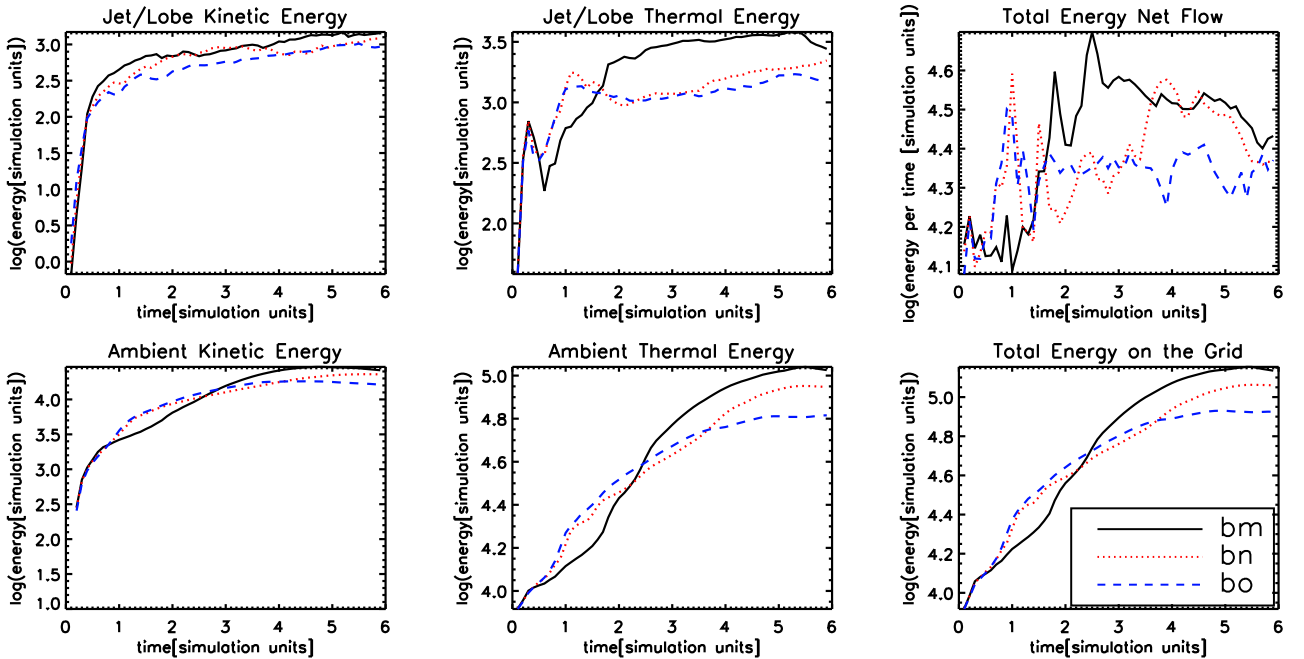 Jet/Lobe Kinetic Energy
log(energy[simulation units])
3.0
2.5
2.0
1.5
1.0
0.5
0.0
0 1 2 3 4 5 6
time[simulation units]
Jet/Lobe Thermal Energy
log(energy[simulation units])
3.5
3.0
2.5
2.0
0 1 2 3 4 5 6
time[simulation units]
Total Energy Net Flow
log(energy per time [simulation units])
4.6
4.5
4.4
4.3
4.2
4.1
0 1 2 3 4 5 6
time[simulation units]
Ambient Kinetic Energy
log(energy[simulation units])
4.0
3.5
3.0
2.5
2.0
1.5
1.0
0 1 2 3 4 5 6
time[simulation units]
Ambient Thermal Energy
log(energy[simulation units])
5.0
4.8
4.6
4.4
4.2
4.0
0 1 2 3 4 5 6
time[simulation units]
Total Energy on the Grid
log(energy[simulation units])
5.0
4.8
4.6
4.4
4.2
4.0
bm
bn
bo
0 1 2 3 4 5 6
time[simulation units]